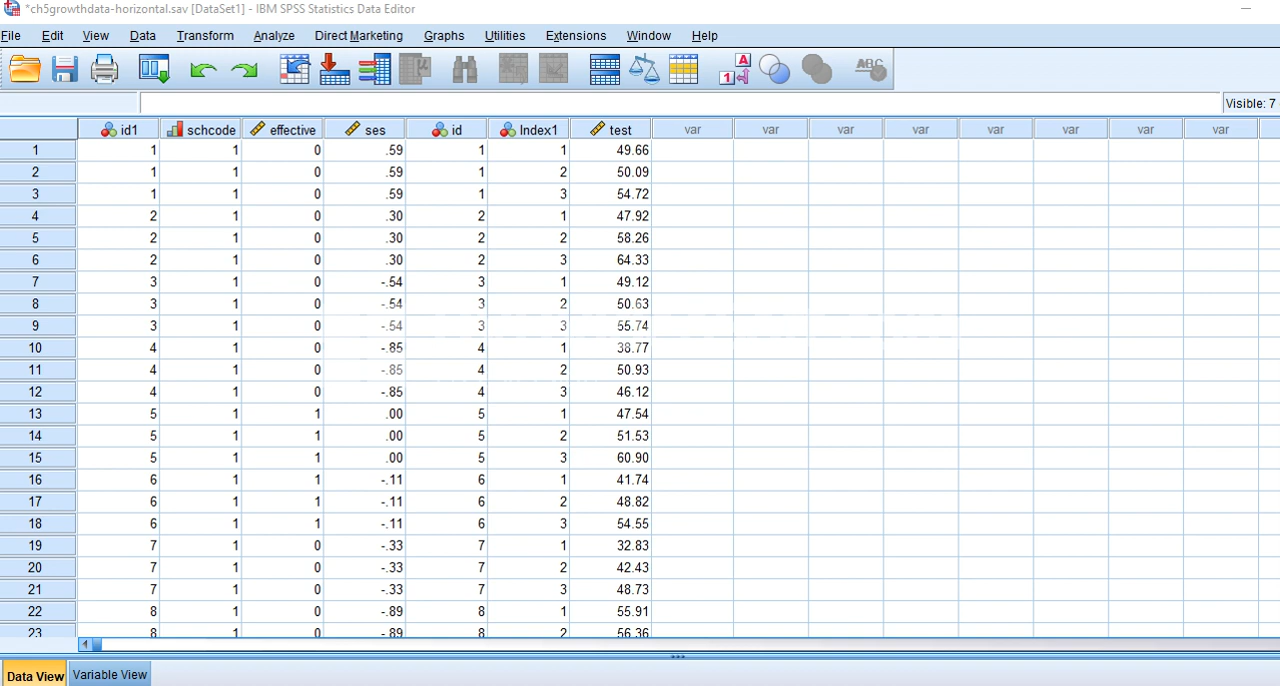 *ch5growthdata-horizontal.sav [DataSet1] - IBM SPSS Statistics Data Editor
File Edit View Data Transform Analyze Direct Marketing Graphs Utilities Extensions Window Help
1 A
ABC
Visible: 7
id1 schcode effective ses id Index1 test var var var var var var var var
1 1 1 0 .59 1 1 49.66
2 1 1 0 .59 1 2 50.09
3 1 1 0 .59 1 3 54.72
4 2 1 0 .30 2 1 47.92
5 2 1 0 .30 2 2 58.26
6 2 1 0 .30 2 3 64.33
7 3 1 0 -.54 3 1 49.12
8 3 1 0 -.54 3 2 50.63
9 3 1 0 -.54 3 3 55.74
10 4 1 0 -.85 4 1 38.77
11 4 1 0 -.85 4 2 50.93
12 4 1 0 -.85 4 3 46.12
13 5 1 1 .00 5 1 47.54
14 5 1 1 .00 5 2 51.53
15 5 1 1 .00 5 3 60.90
16 6 1 1 -.11 6 1 41.74
17 6 1 1 -.11 6 2 48.82
18 6 1 1 -.11 6 3 54.55
19 7 1 0 -.33 7 1 32.83
20 7 1 0 -.33 7 2 42.43
21 7 1 0 -.33 7 3 48.73
22 8 1 0 -.89 8 1 55.91
23 8 1 0 -.89 8 2 56.36
Data View Variable View